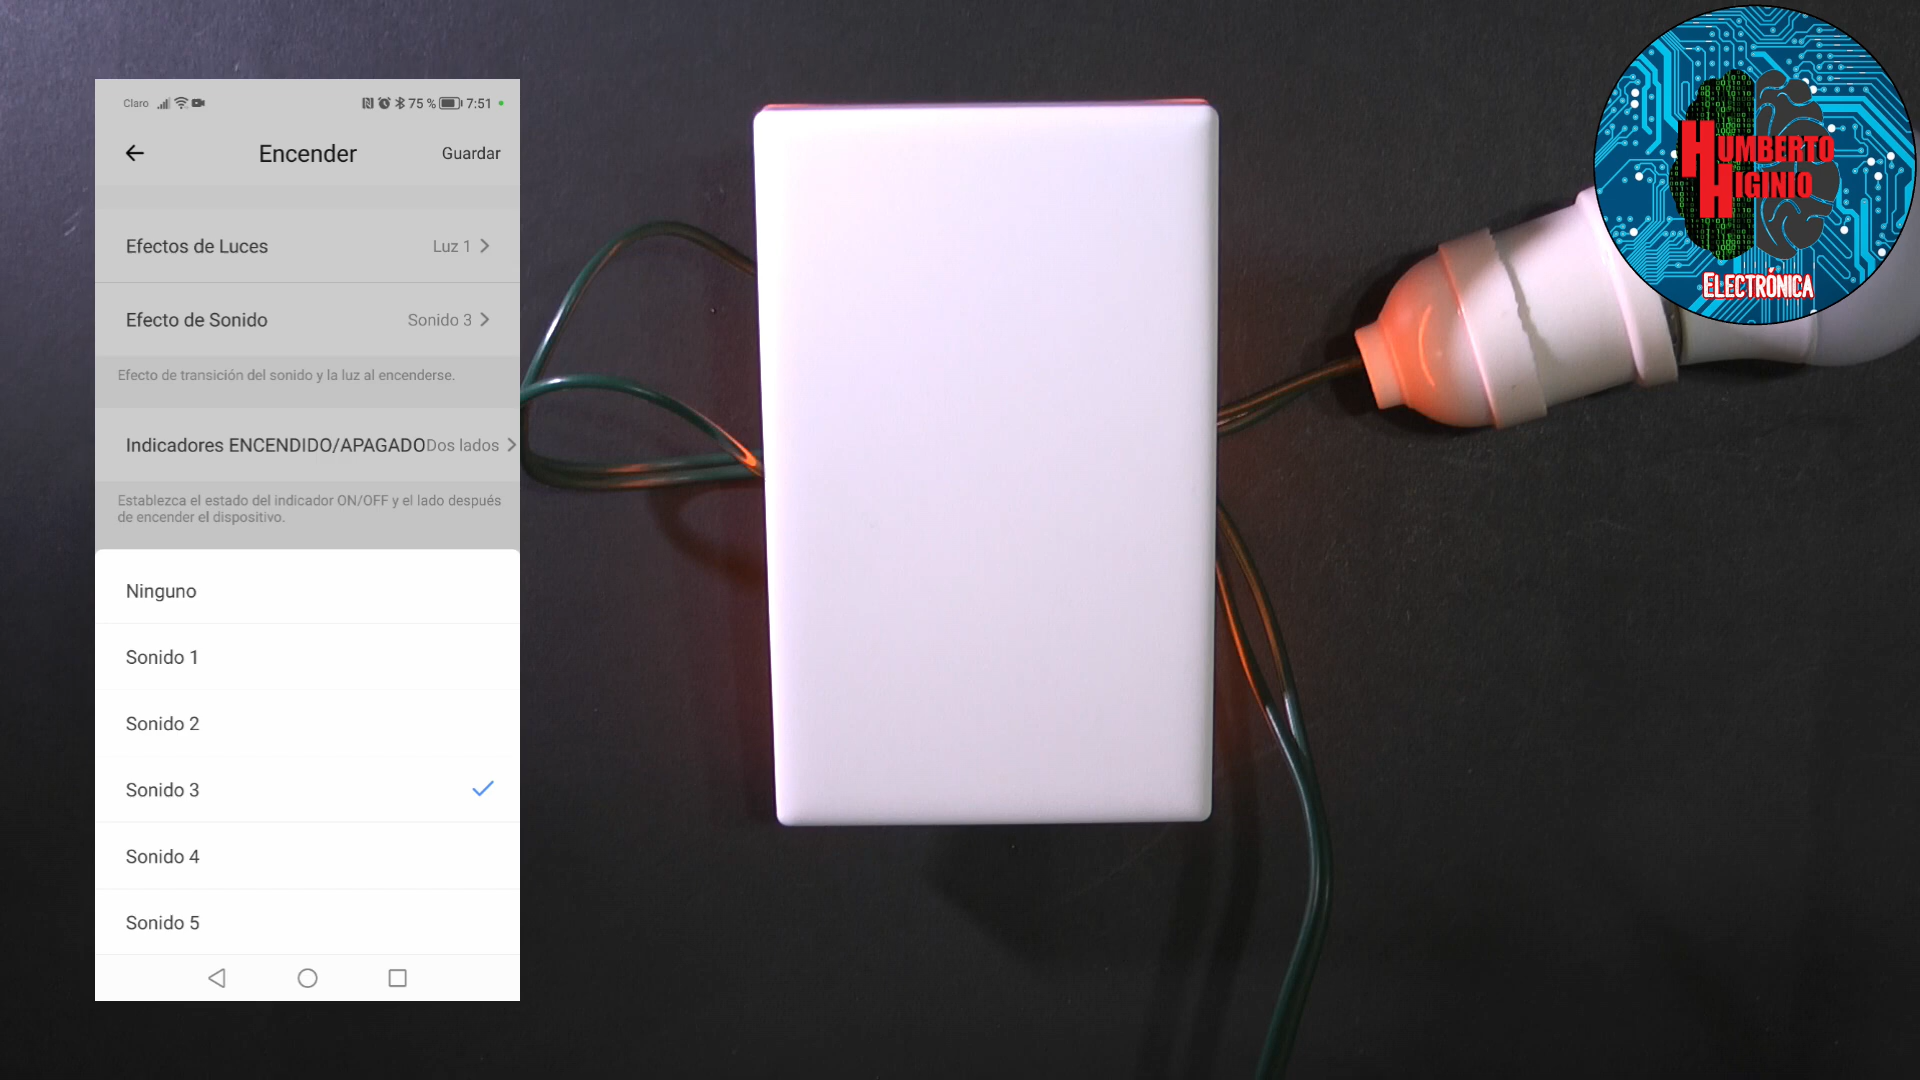 Claro 75 % 7:51
Encender Guardar
Efectos de Luces Luz 1
Efecto de Sonido Sonido 3
Efecto de transición del sonido y la luz al encenderse.
Indicadores ENCENDIDO/APAGADO Dos lados
Establezca el estado del indicador ON/OFF y el lado después
de encender el dispositivo.
Ninguno
Sonido 1
Sonido 2
Sonido 3
Sonido 4
Sonido 5
HUMBERTO
HIGINIO
ELECTRÓNICA